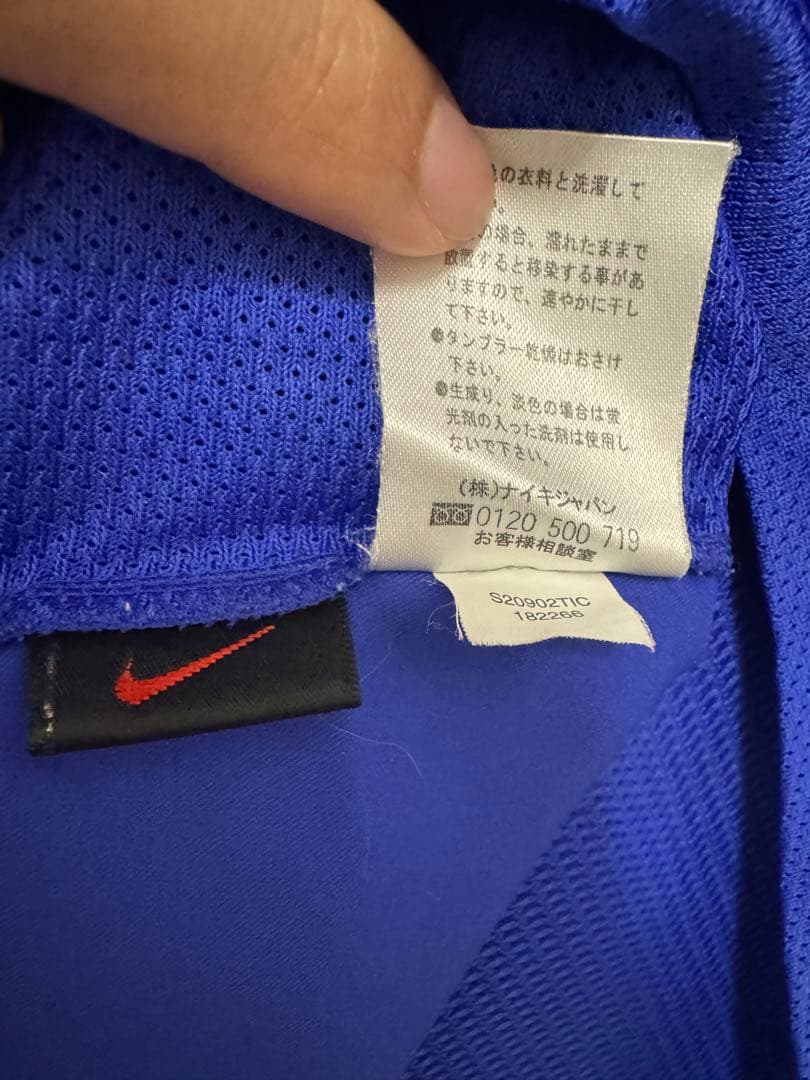 の衣料と洗濯して
。
の場合、濡れたままで
放置すると移染する事があ
りますので、速やかに干し
て下さい。
●タンブラー乾燥はおさけ
下さい。
●生成り、淡色の場合は蛍
光剤の入った洗剤は使用し
ないで下さい。
(株)ナイキジャパン
0120 500 719
お客様相談室
S20902TIC
182266